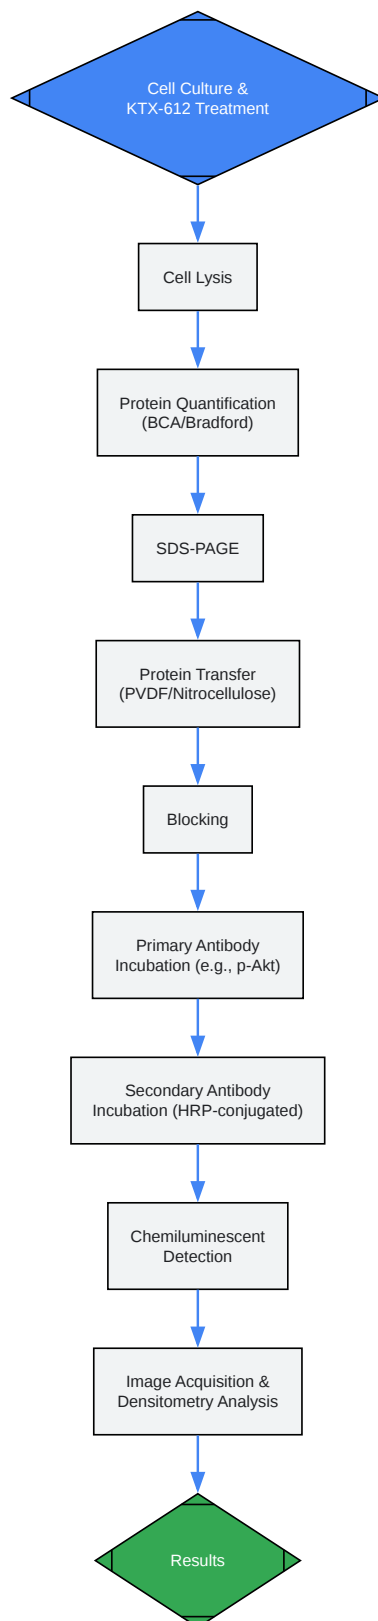 Cell Culture &
KTX-612 Treatment
Cell Lysis
Protein Quantification
(BCA/Bradford)
SDS-PAGE
Protein Transfer
(PVDF/Nitrocellulose)
Blocking
Primary Antibody
Incubation (e.g., p-Akt)
Secondary Antibody
Incubation (HRP-conjugated)
Chemiluminescent
Detection
Image Acquisition &
Densitometry Analysis
Results